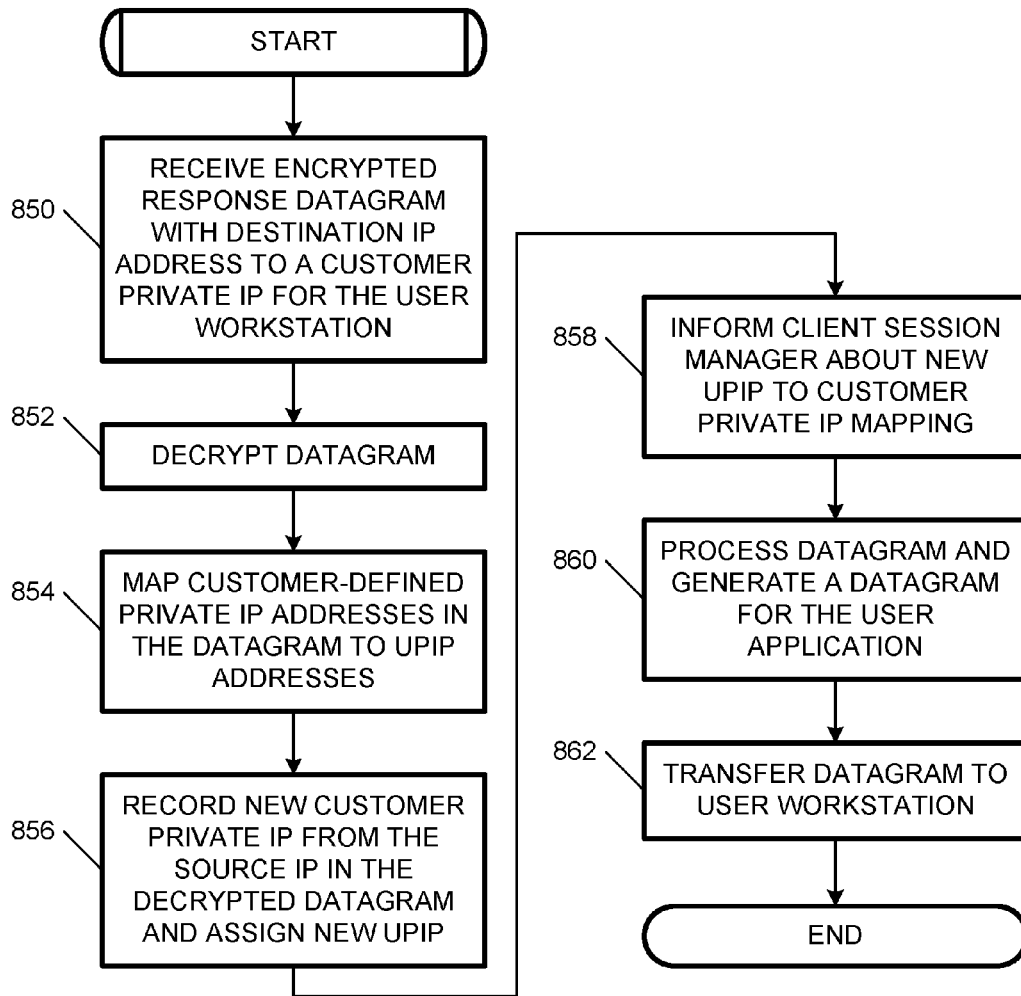 START
850
RECEIVE ENCRYPTED
RESPONSE DATAGRAM
WITH DESTINATION IP
ADDRESS TO A CUSTOMER
PRIVATE IP FOR THE USER
WORKSTATION
852
DECRYPT DATAGRAM
854
MAP CUSTOMER-DEFINED
PRIVATE IP ADDRESSES IN
THE DATAGRAM TO UPIP
ADDRESSES
856
RECORD NEW CUSTOMER
PRIVATE IP FROM THE
SOURCE IP IN THE
DECRYPTED DATAGRAM
AND ASSIGN NEW UPIP
858
INFORM CLIENT SESSION
MANAGER ABOUT NEW
UPIP TO CUSTOMER
PRIVATE IP MAPPING
860
PROCESS DATAGRAM AND
GENERATE A DATAGRAM
FOR THE USER
APPLICATION
862
TRANSFER DATAGRAM TO
USER WORKSTATION
END